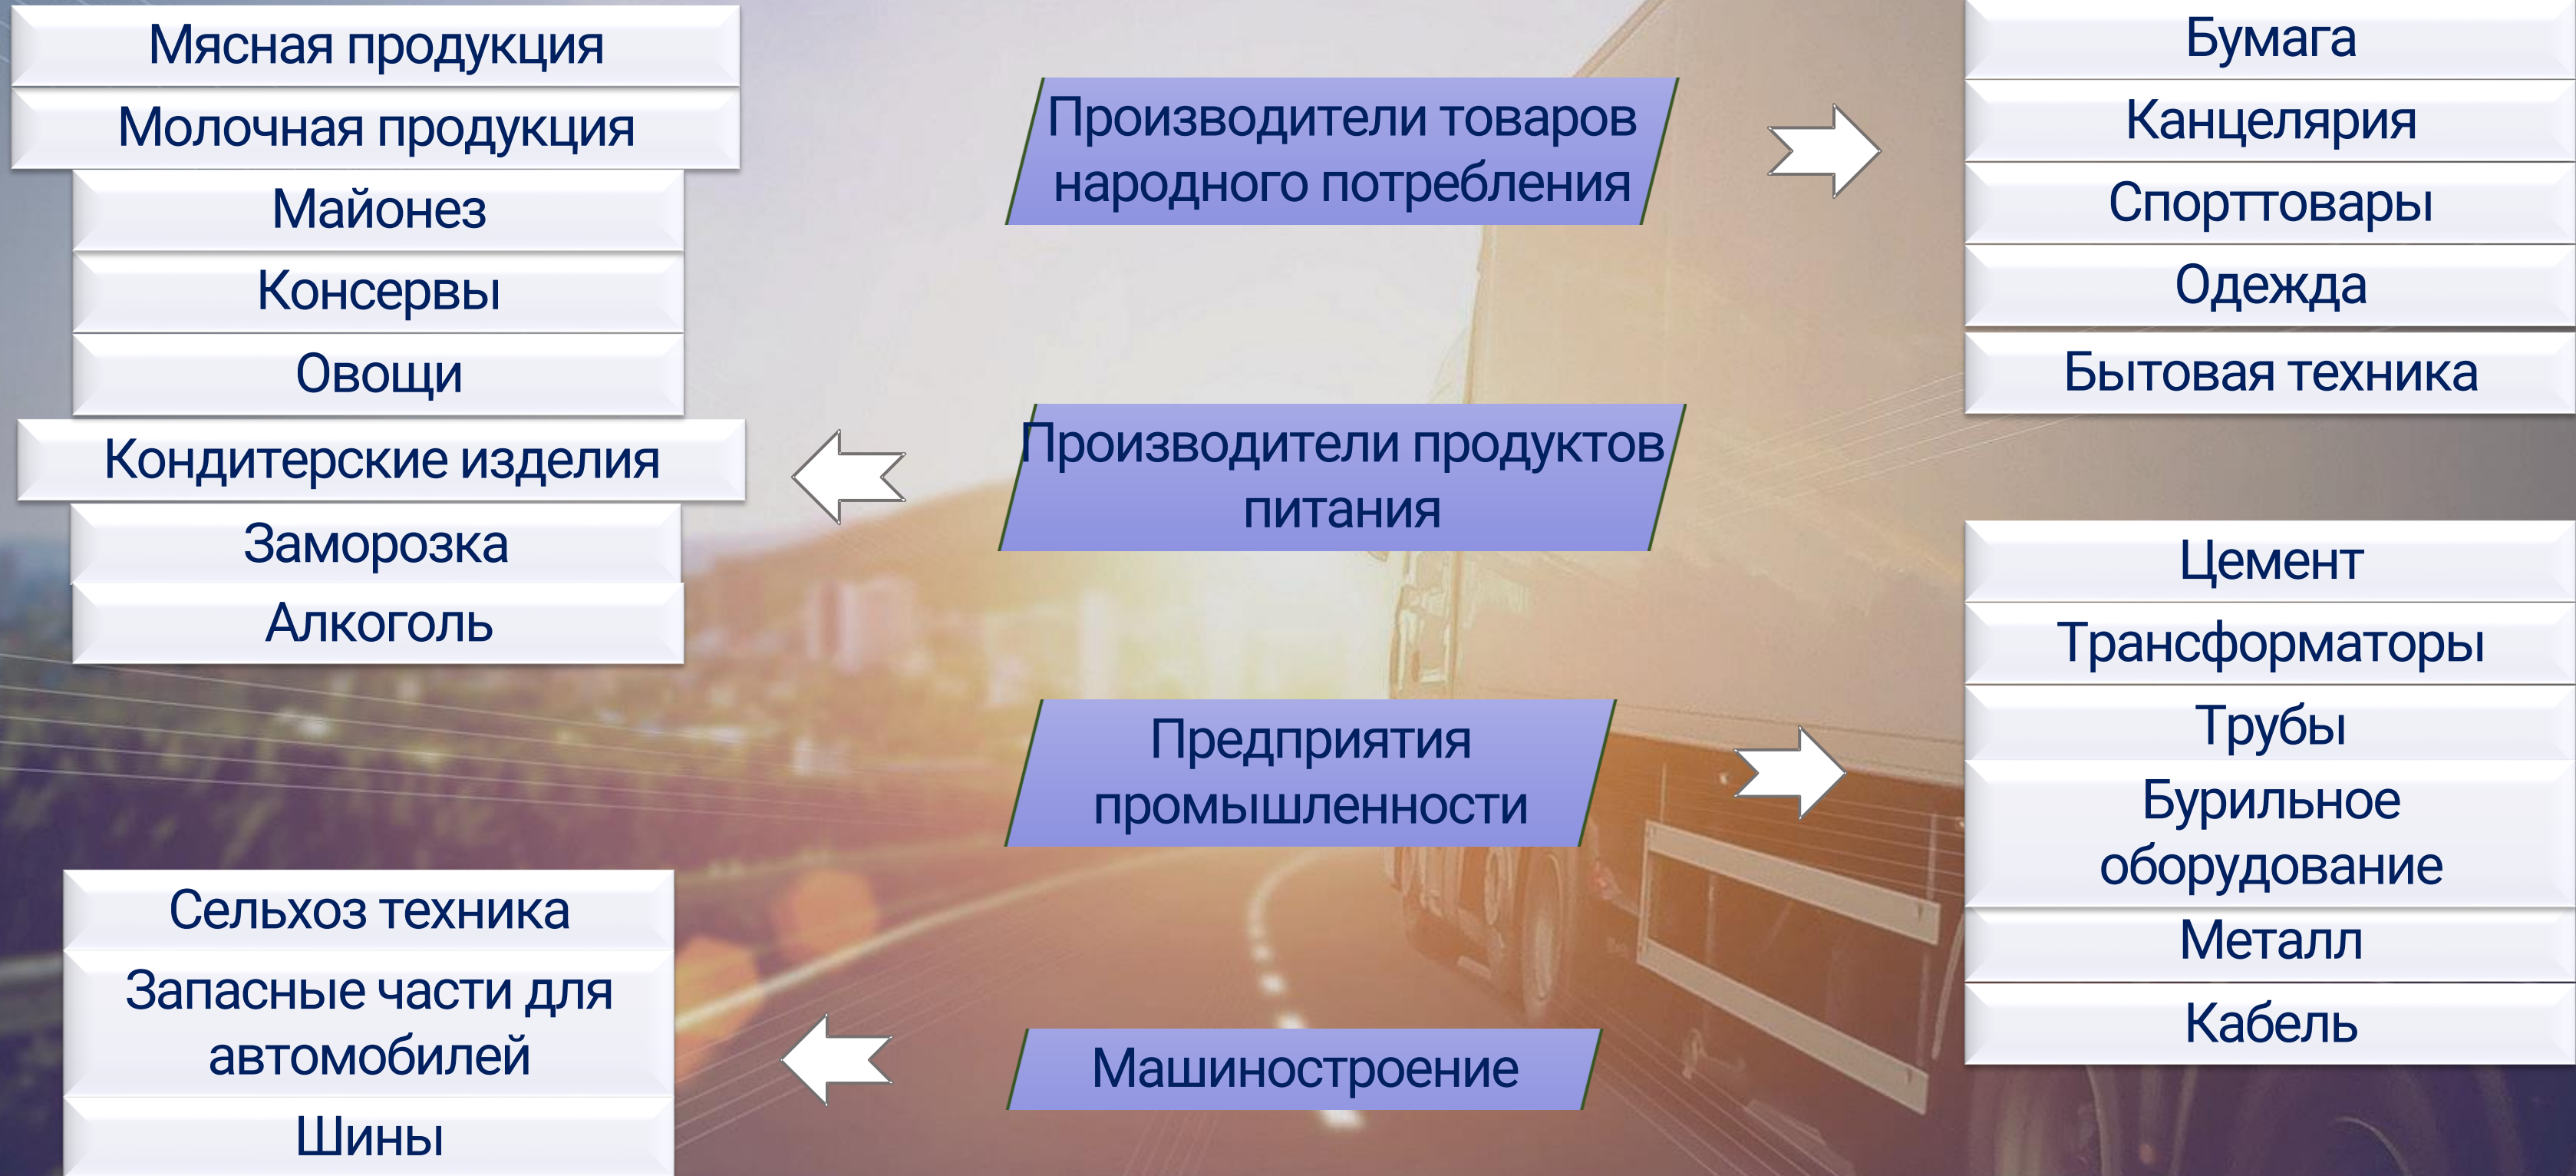 Мясная продукция
Молочная продукция
Майонез
Консервы
Овощи
Кондитерские изделия
Заморозка
Алкоголь
Сельхоз техника
Запасные части для
автомобилей
Шины
Производители товаров
народного потребления
Производители продуктов
питания
Предприятия
промышленности
Машиностроение
Бумага
Канцелярия
Спорттовары
Одежда
Бытовая техника
Цемент
Трансформаторы
Трубы
Бурильное
оборудование
Металл
Кабель